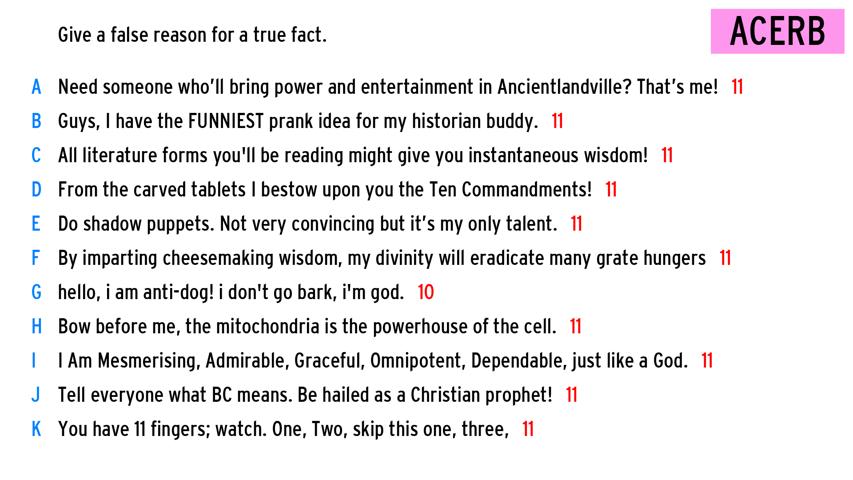 Give a false reason for a true fact.
ACERB
A Need someone who'll bring power and entertainment in Ancientlandville? That's me! 11
B Guys, I have the FUNNIEST prank idea for my historian buddy. 11
C All literature forms you'll be reading might give you instantaneous wisdom! 11
D From the carved tablets I bestow upon you the Ten Commandments! 11
E Do shadow puppets. Not very convincing but it's my only talent. 11
F By imparting cheesemaking wisdom, my divinity will eradicate many grate hungers 11
G hello, i am anti-dog! i don't go bark, i'm god. 10
H Bow before me, the mitochondria is the powerhouse of the cell. 11
I I Am Mesmerising, Admirable, Graceful, Omnipotent, Dependable, just like a God. 11
J Tell everyone what BC means. Be hailed as a Christian prophet! 11
K You have 11 fingers; watch. One, Two, skip this one, three, 11